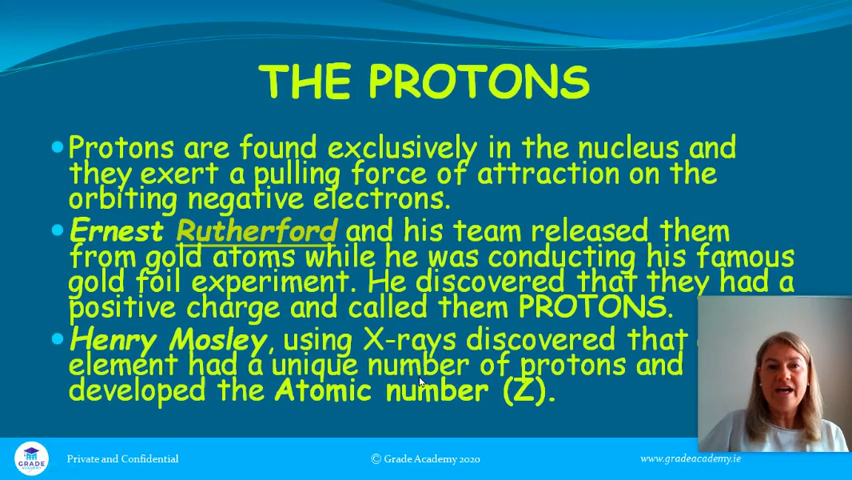 THE PROTONS
•Protons are found exclusively in the nucleus and
they exert a pulling force of attraction on the
orbiting negative electrons.
•Ernest Rutherford and his team released them
from gold atoms while he was conducting his famous
gold foil experiment. He discovered that they had a
positive charge and called them PROTONS.
•Henry Mosley, using X-rays discovered that
element had a unique number of protons and
developed the Atomic number (Z).
GRADE
ACADEMY
Private and Confidential
© Grade Academy 2020
www.gradeacademy.ie